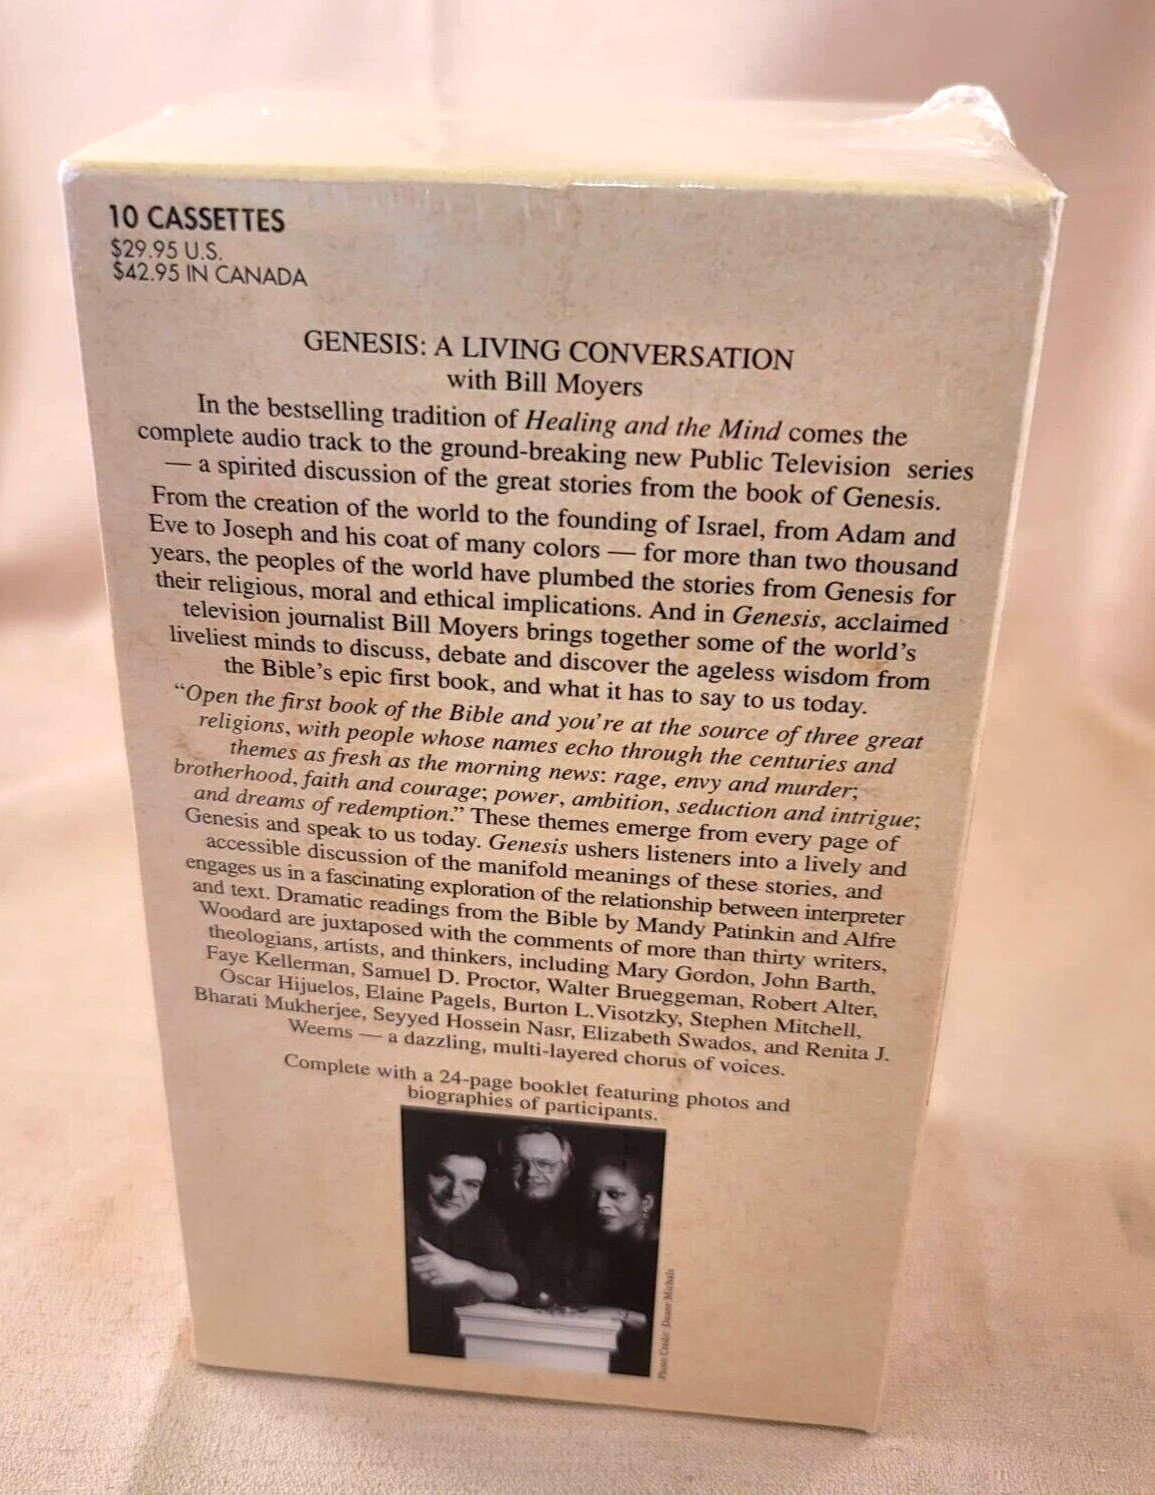 10 CASSETTES
$29.95 U.S.
$42.95 IN CANADA
GENESIS: A LIVING CONVERSATION
with Bill Moyers
In the bestselling tradition of Healing and the Mind comes the
complete audio track to the ground-breaking new Public Television series
— a spirited discussion of the great stories from the book of Genesis.
From the creation of the world to the founding of Israel, from Adam and
Eve to Joseph and his coat of many colors — for more than two thousand
years, the peoples of the world have plumbed the stories from Genesis for
their religious, moral and ethical implications. And in Genesis, acclaimed
television journalist Bill Moyers brings together some of the world's
liveliest minds to discuss, debate and discover the ageless wisdom from
the Bible's epic first book, and what it has to say to us today.
“Open the first book of the Bible and you're at the source of three great
religions, with people whose names echo through the centuries and
themes as fresh as the morning news: rage, envy and murder;
brotherhood, faith and courage; power, ambition, seduction and intrigue;
and dreams of redemption.” These themes emerge from every page of
Genesis and speak to us today. Genesis ushers listeners into a lively and
accessible discussion of the manifold meanings of these stories, and
engages us in a fascinating exploration of the relationship between interpreter
and text. Dramatic readings from the Bible by Mandy Patinkin and Alfre
Woodard are juxtaposed with the comments of more than thirty writers,
theologians, artists, and thinkers, including Mary Gordon, John Barth,
Faye Kellerman, Samuel D. Proctor, Walter Brueggeman, Robert Alter,
Oscar Hijuelos, Elaine Pagels, Burton L. Visotzky, Stephen Mitchell,
Bharati Mukherjee, Seyyed Hossein Nasr, Elizabeth Swados, and Renita J.
Weems — a dazzling, multi-layered chorus of voices.
Complete with a 24-page booklet featuring photos and
biographies of participants.
Photo Credit: Duane Michals